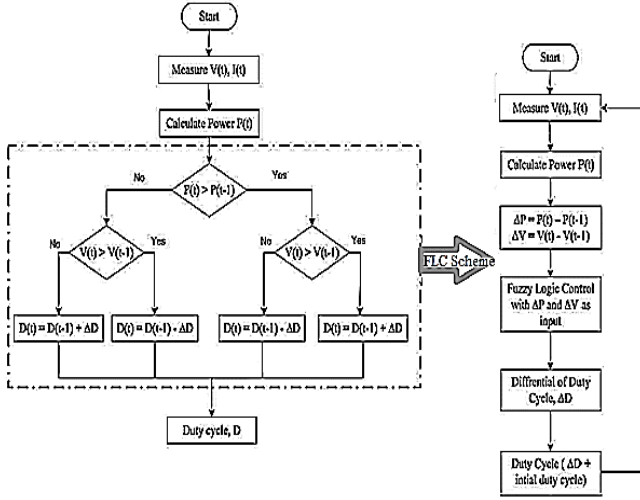 Start
Measure V(t), I(t)
Calculate Power P(t)
P(t) > P(t-1)
No
Yes
V(t) > V(t-1)
No
Yes
V(t) > V(t-1)
No
Yes
D(t) = D(t-1) + ΔD
D(t) = D(t-1) - ΔD
D(t) = D(t-1) - ΔD
D(t) = D(t-1) + ΔD
Duty cycle, D
FLC Scheme
Start
Measure V(t), I(t)
Calculate Power P(t)
ΔP = P(t) - P(t-1)
ΔV = V(t) - V(t-1)
Fuzzy Logic Control
with ΔP and ΔV as
input
Diffrential of Duty
Cycle, ΔD
Duty Cycle ( ΔD +
intial duty cycle)